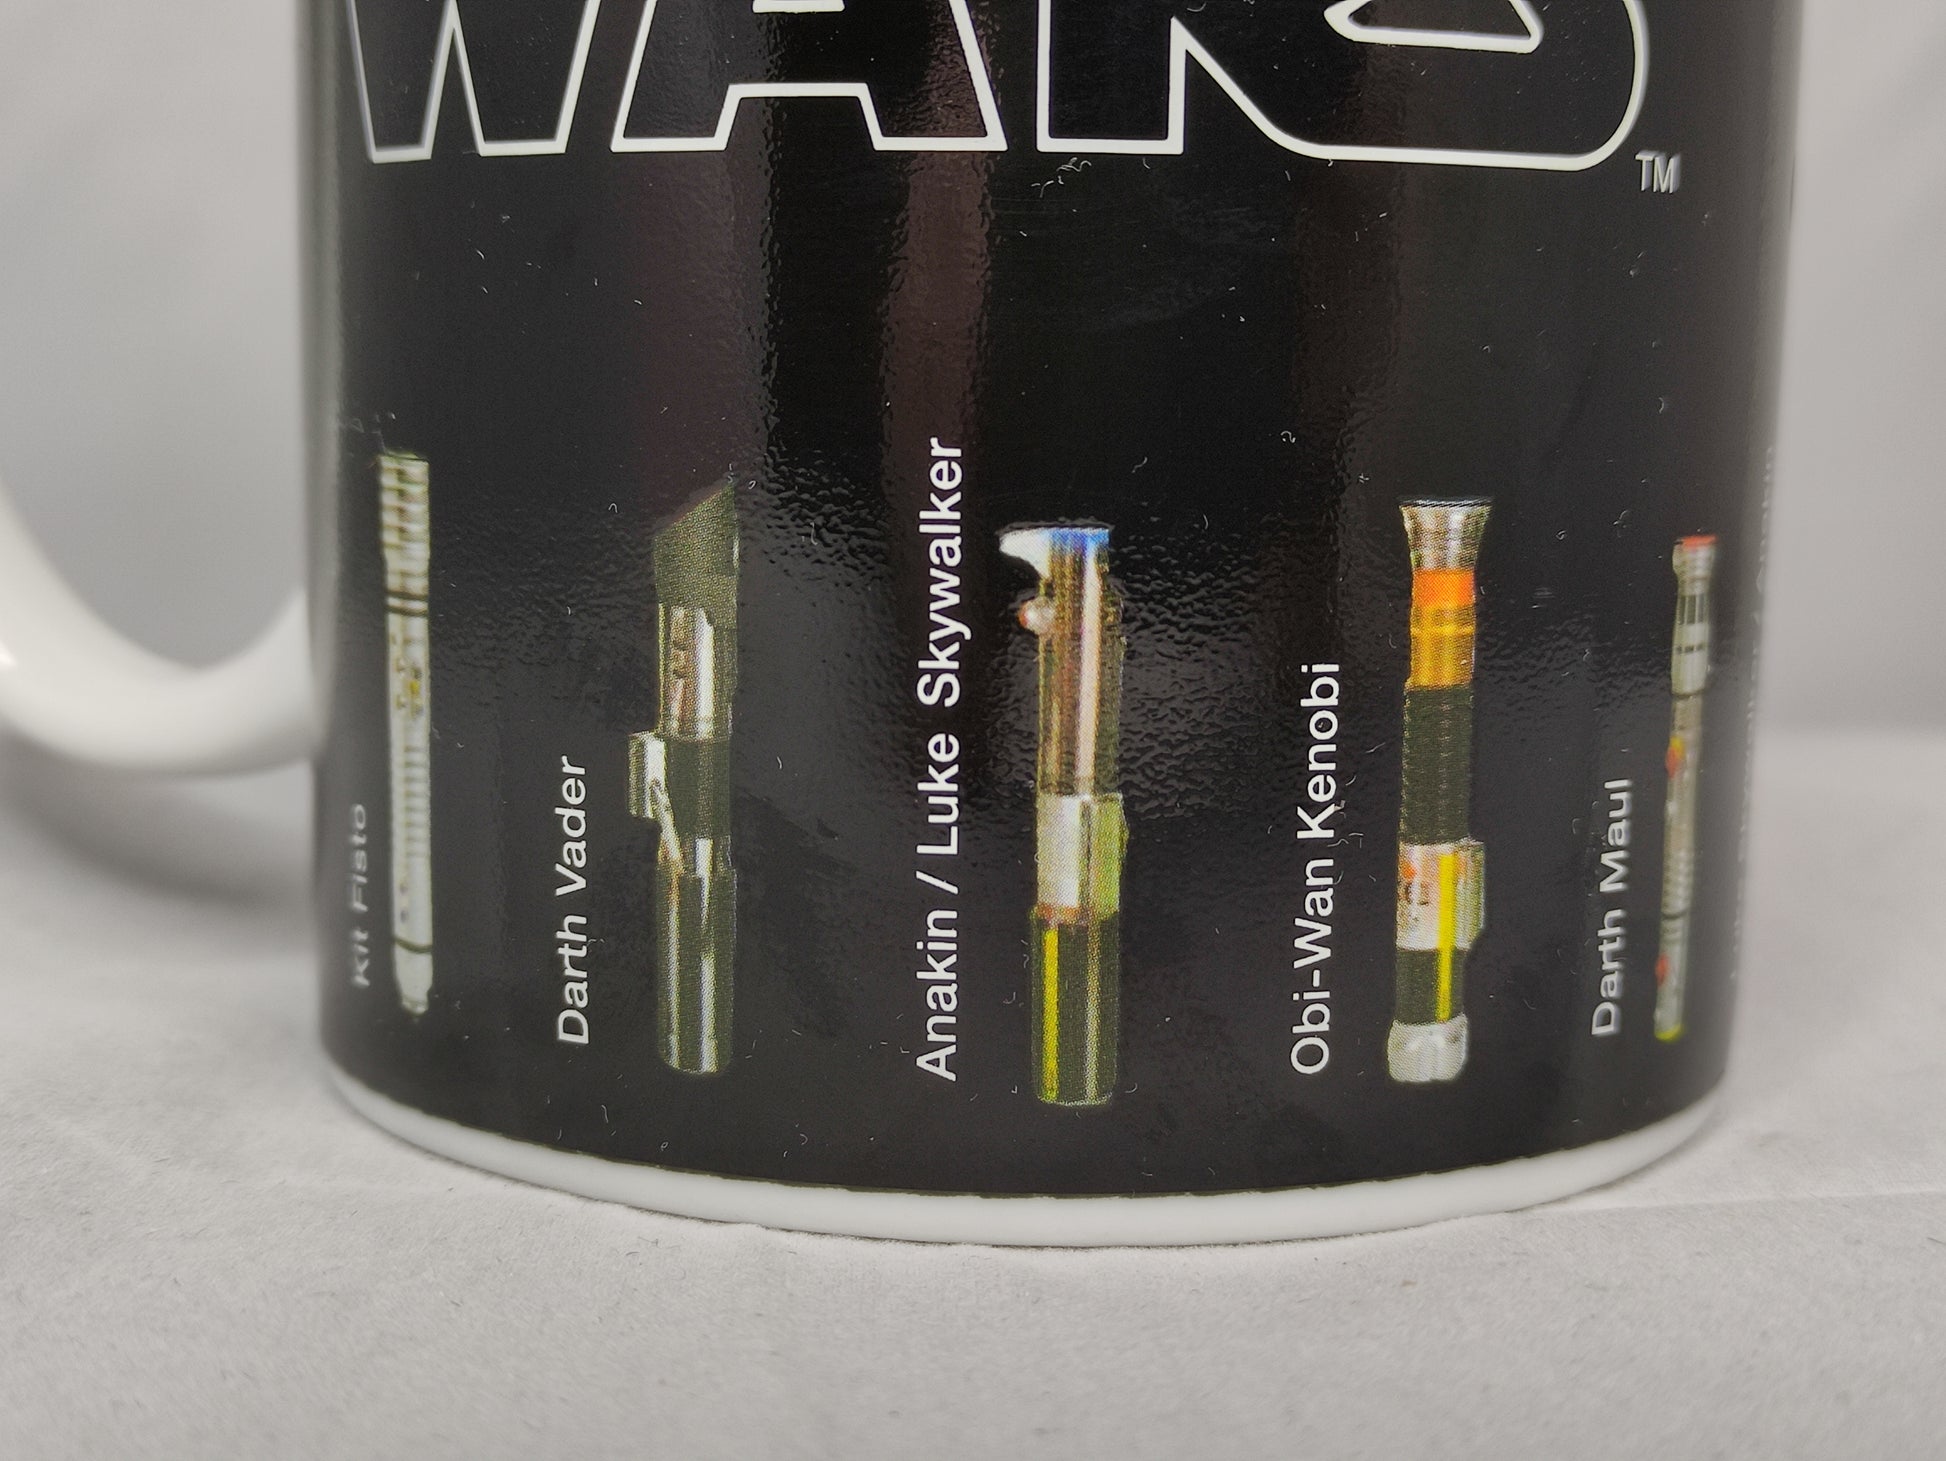 WARS
TM
Kit Fisto
Darth Vader
Anakin / Luke Skywalker
Obi-Wan Kenobi
Darth Maul